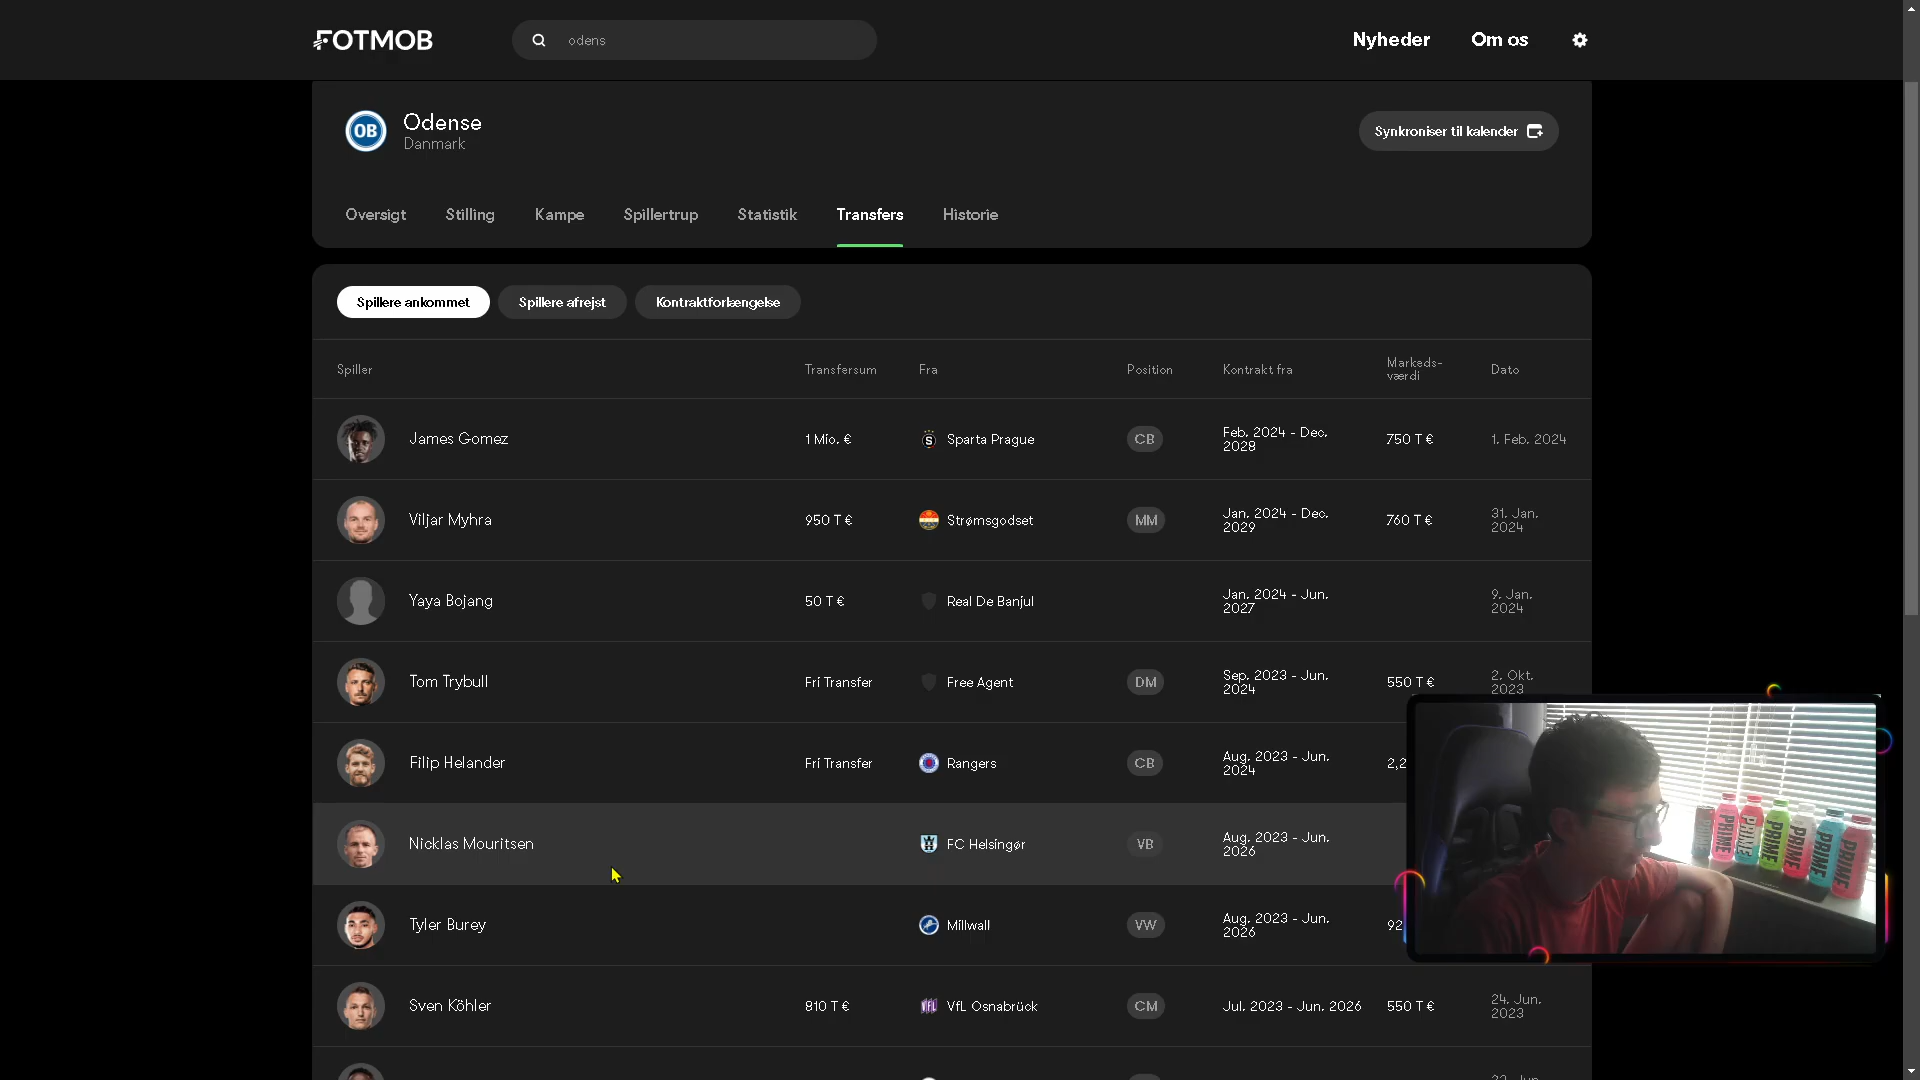 FOTMOB
odens
Nyheder
Om os
OB
Odense
Danmark
Synkroniser til kalender
Oversigt
Stilling
Kampe
Spillertrup
Statistik
Transfers
Historie
Spillere ankommet
Spillere afrejst
Kontraktforlængelse
Spiller
Transfersum
Fra
Position
Kontrakt fra
Markeds-
værdi
Dato
James Gomez
1 Mio. €
Sparta Prague
CB
Feb. 2024 - Dec.
2028
750 T €
1. Feb. 2024
Viljar Myhra
950 T €
Strømsgodset
MM
Jan. 2024 - Dec.
2029
760 T €
31. Jan.
2024
Yaya Bojang
50 T €
Real De Banjul
Jan. 2024 - Jun.
2027
9. Jan.
2024
Tom Trybull
Fri Transfer
Free Agent
DM
Sep. 2023 - Jun.
2024
550 T €
2. Okt.
2023
Filip Helander
Fri Transfer
Rangers
CB
Aug. 2023 - Jun.
2024
2,2
Nicklas Mouritsen
FC Helsingør
VB
Aug. 2023 - Jun.
2026
Tyler Burey
Millwall
VW
Aug. 2023 - Jun.
2026
92
PRIME
PRIME
PRIME
PRIME
PRIME
PRIME
Sven Köhler
810 T €
VfL Osnabrück
CM
Jul. 2023 - Jun. 2026
550 T €
24. Jun.
2023